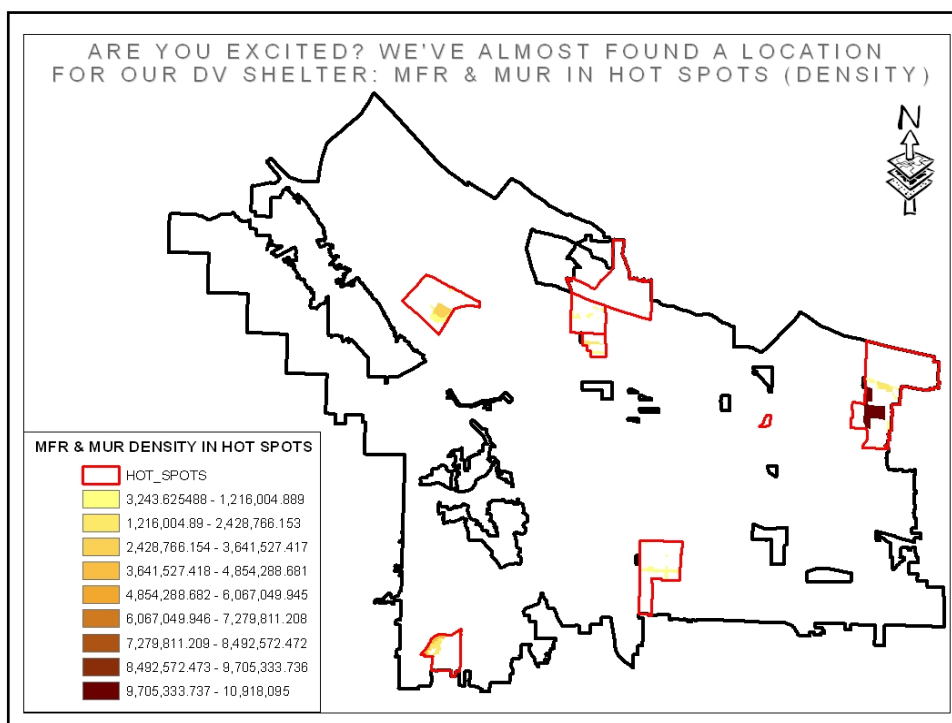 ARE YOU EXCITED? WE'VE ALMOST FOUND A LOCATION
FOR OUR DV SHELTER: MFR & MUR IN HOT SPOTS (DENSITY)
N
MFR & MUR DENSITY IN HOT SPOTS
HOT_SPOTS
3,243.625488 - 1,216,004.889
1,216,004.89 - 2,428,766.153
2,428,766.154 - 3,641,527.417
3,641,527.418 - 4,854,288.681
4,854,288.682 - 6,067,049.945
6,067,049.946 - 7,279,811.208
7,279,811.209 - 8,492,572.472
8,492,572.473 - 9,705,333.736
9,705,333.737 - 10,918,095